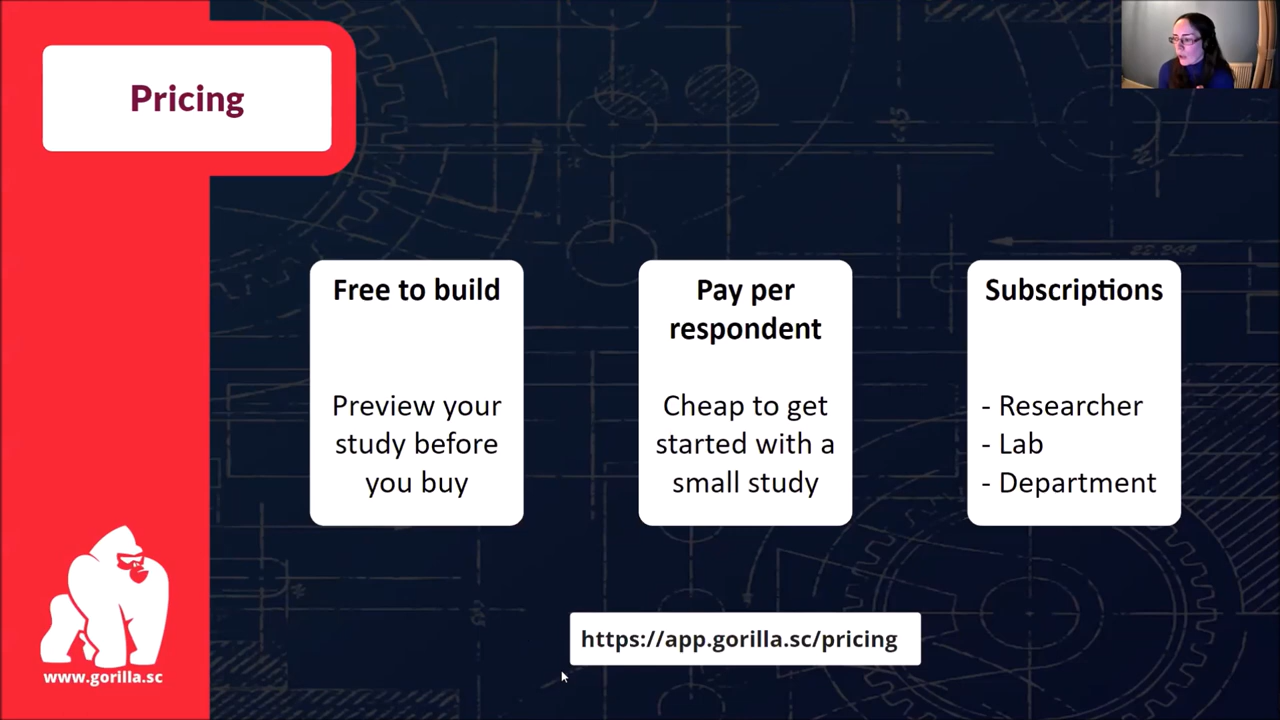 Pricing
Free to build
Preview your
study before
you buy
Pay per
respondent
Cheap to get
started with a
small study
Subscriptions
- Researcher
- Lab
- Department
https://app.gorilla.sc/pricing
www.gorilla.sc